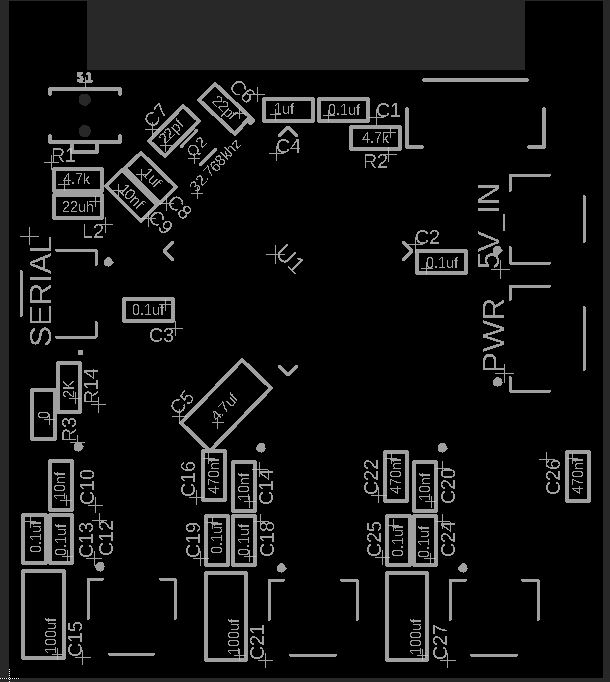 S1
C6
C7
22pf
22pf
1uf
0.1uf
C1
4.7k
R2
C4
Q2
32.768khz
R1
4.7k
22uh
L2
1uf
10nf
C8
C9
5V_IN
C2
0.1uf
U1
SERIAL
0.1uf
C3
PWR
2K
R14
0
R3
C5
4.7uf
C10
10nf
C16
470nf
10nf
C14
C22
470nf
10nf
C20
C26
470nf
0.1uf
0.1uf
C13
C12
C19
0.1uf
0.1uf
C18
C25
0.1uf
0.1uf
C24
100uf
C15
100uf
C21
100uf
C27